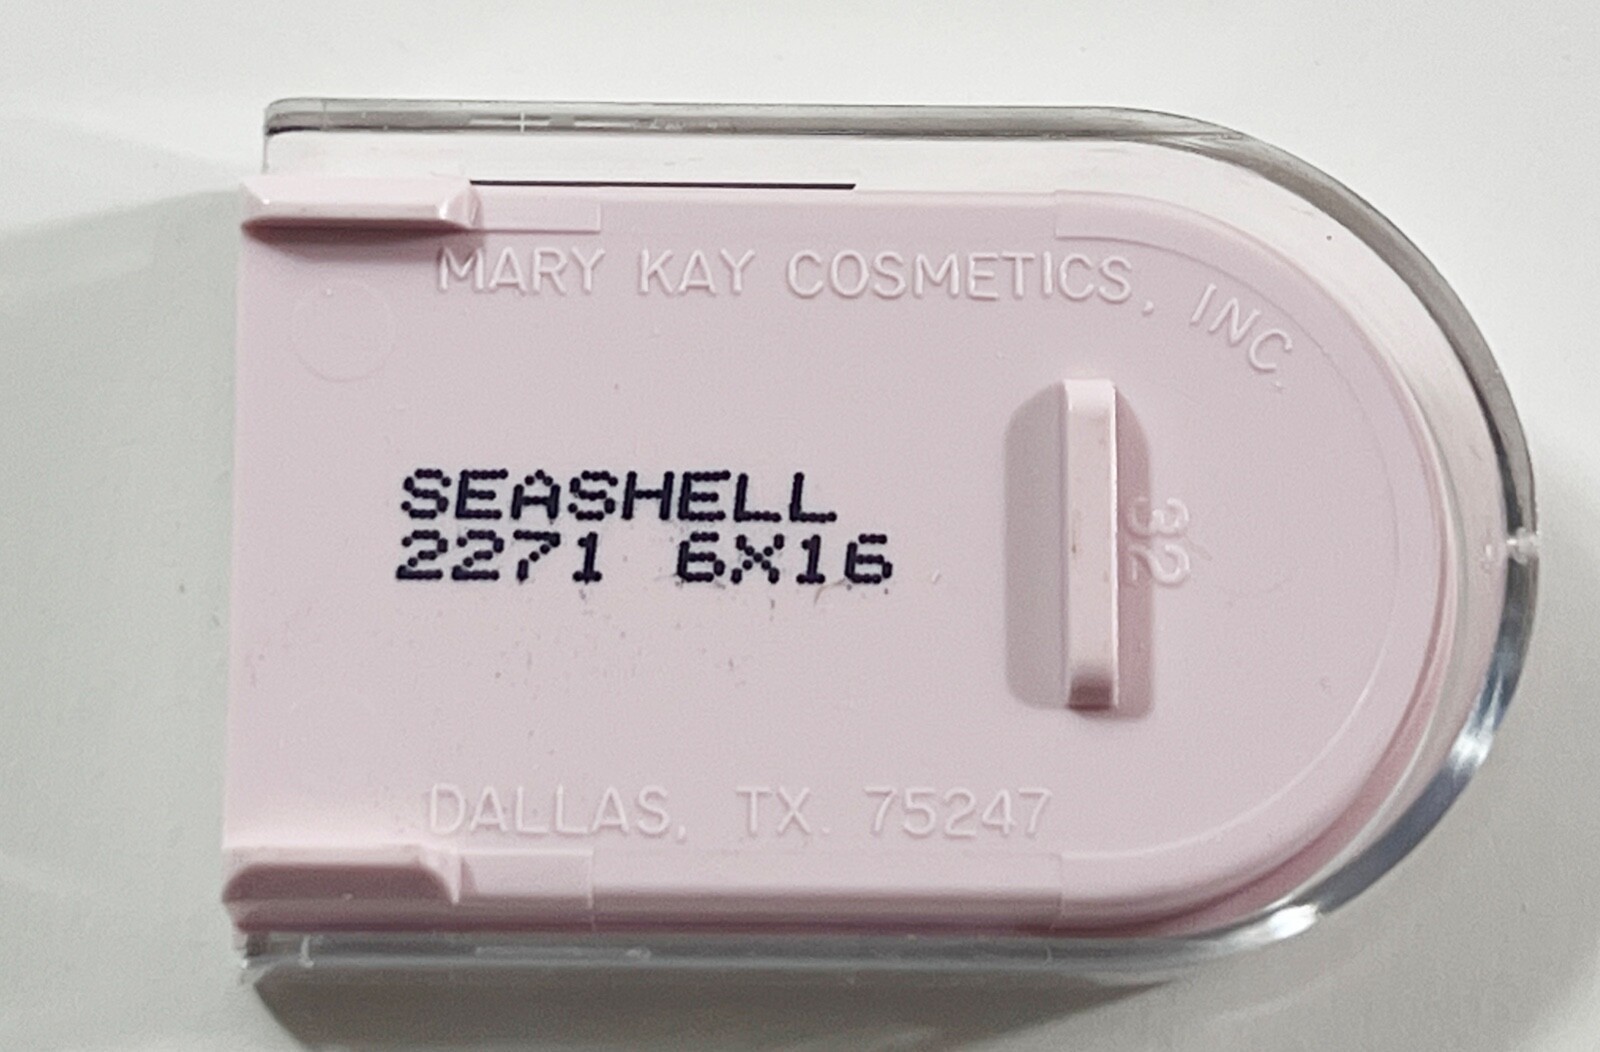 MARY KAY COSMETICS, INC.
SEASHELL
2271 6X16
32
DALLAS, TX. 75247